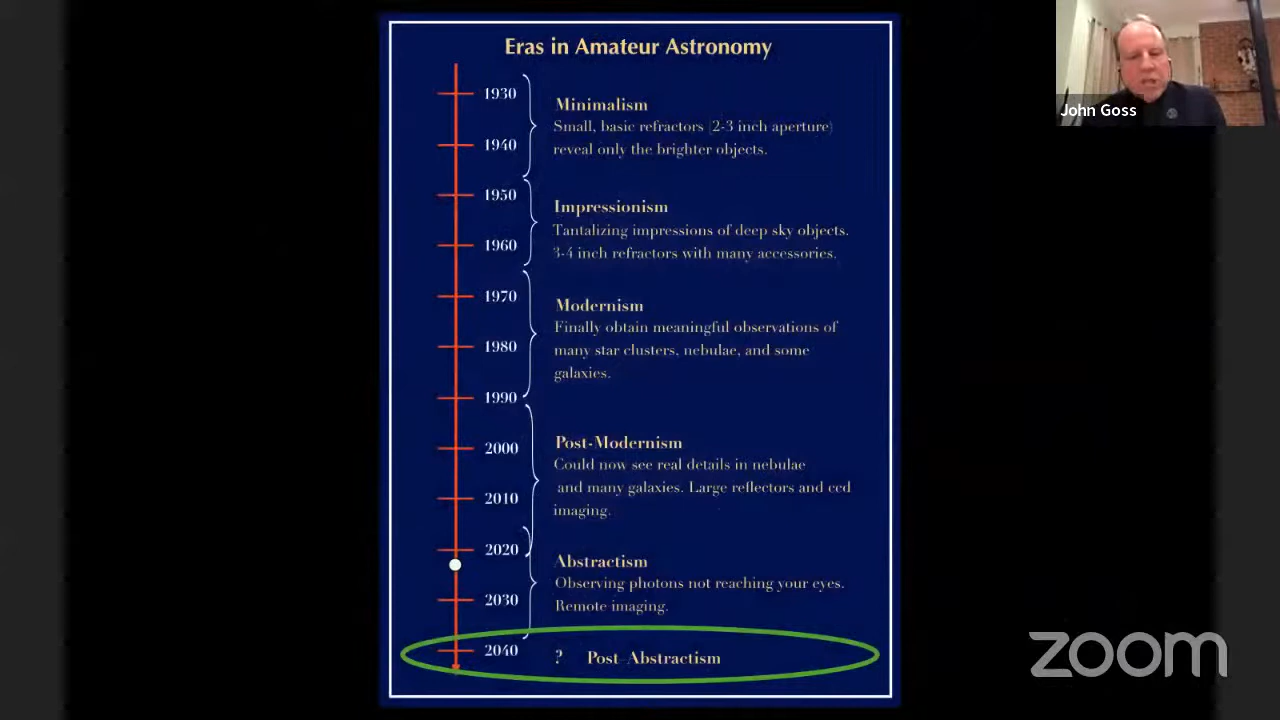 Eras in Amateur Astronomy
1930
Minimalism
Small, basic refractors (2-3 inch aperture)
1940
reveal only the brighter objects.
1950
Impressionism
Tantalizing impressions of deep sky objects.
1960
3-4 inch refractors with many accessories.
1970
Modernism
Finally obtain meaningful observations of
1980
many star clusters, nebulae, and some
galaxies.
1990
Post-Modernism
2000
Could now see real details in nebulae
and many galaxies. Large reflectors and ccd
2010
imaging.
2020
Abstractism
Observing photons not reaching your eyes.
2030
Remote imaging.
2040
? Post-Abstractism
John Goss
zoom